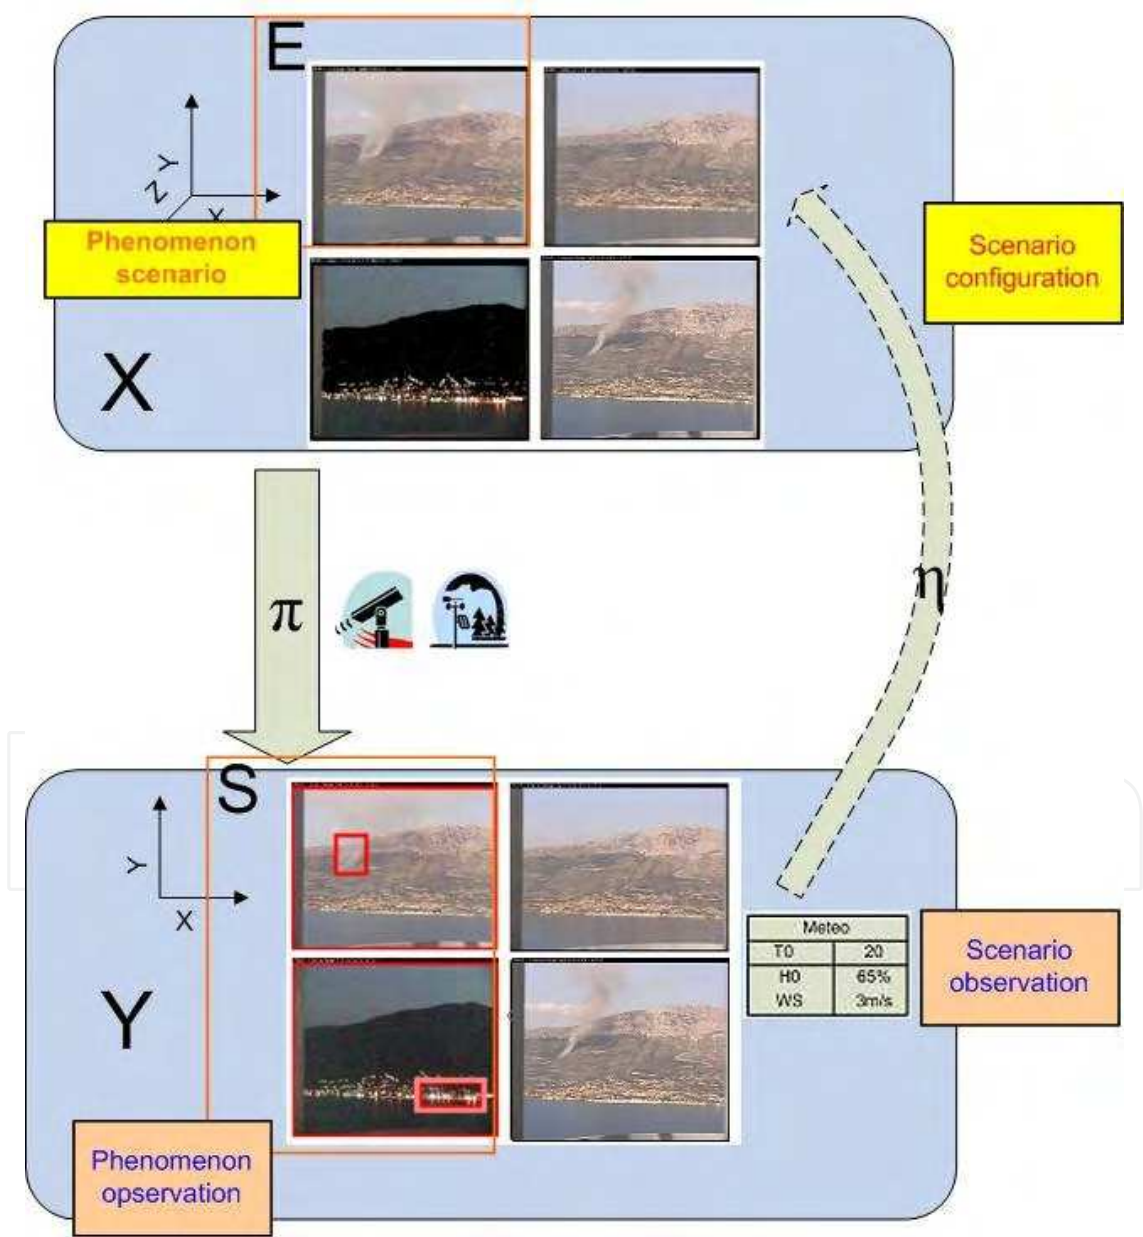 E
Y
Z
X
Phenomenon
scenario
Scenario
configuration
X
π
η
S
Y
X
Meteo
T0 20
H0 65%
WS 3m/s
Scenario
observation
Y
Phenomenon
opservation